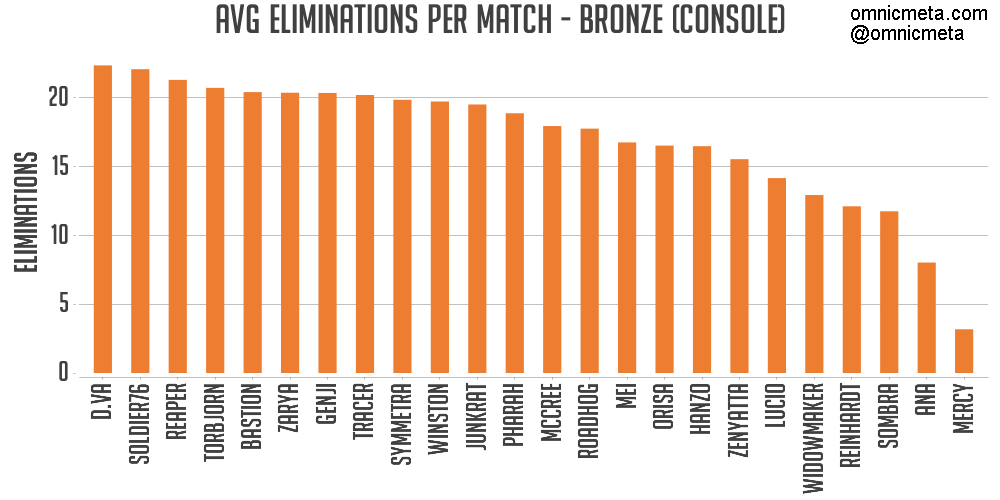 AVG ELIMINATIONS PER MATCH - BRONZE (CONSOLE)
omnicmeta.com
@omnicmeta
ELIMINATIONS
20
15
10
5
0
D.VA
SOLDIER76
REAPER
TORBJORN
BASTION
ZARYA
GENJI
TRACER
SYMMETRA
WINSTON
JUNKRAT
PHARAH
MCCREE
ROADHOG
MEI
ORISA
HANZO
ZENYATTA
LUCIO
WIDOWMAKER
REINHARDT
SOMBRA
ANA
MERCY